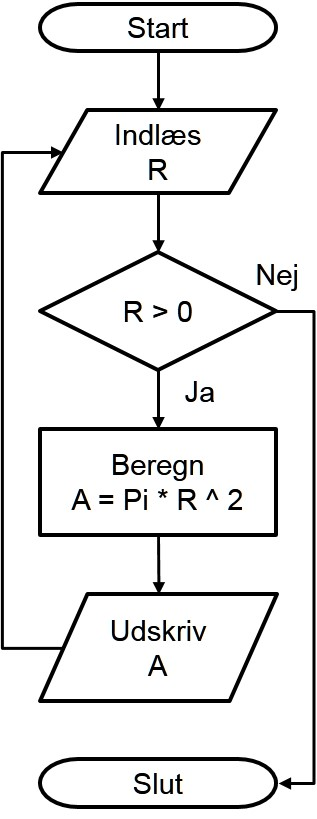 Start
Indlæs
R
Nej
R > 0
Ja
Beregn
A = Pi * R ^ 2
Udskriv
A
Slut